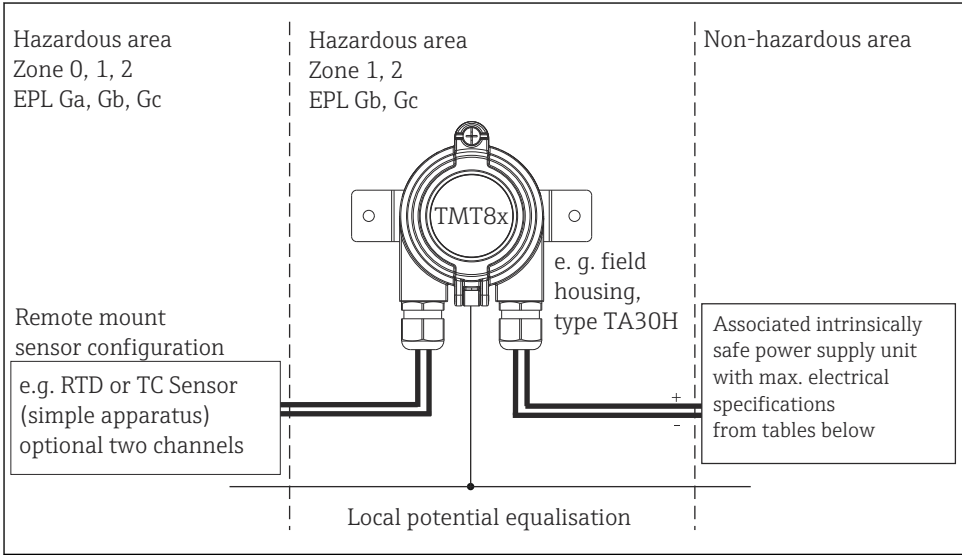 Hazardous area
Zone 0, 1, 2
EPL Ga, Gb, Gc
Hazardous area
Zone 1, 2
EPL Gb, Gc
Non-hazardous area
TMT8x
e. g. field
housing,
type TA30H
Remote mount
sensor configuration
e.g. RTD or TC Sensor
(simple apparatus)
optional two channels
+
-
Associated intrinsically
safe power supply unit
with max. electrical
specifications
from tables below
Local potential equalisation